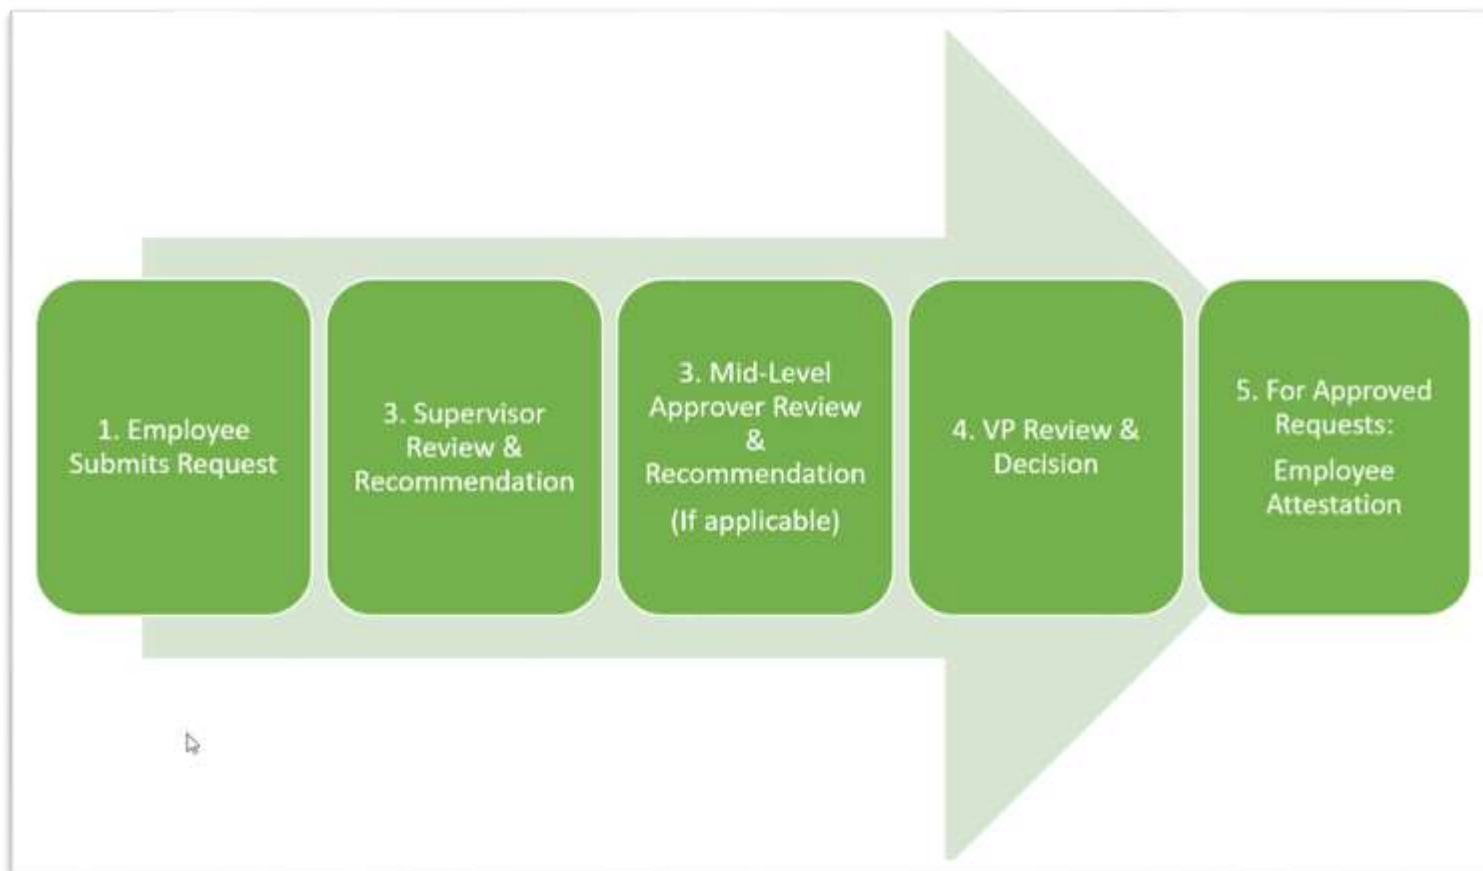 1. Employee
Submits Request
3. Supervisor
Review &
Recommendation
3. Mid-Level
Approver Review
&
Recommendation
(If applicable)
4. VP Review &
Decision
5. For Approved
Requests:
Employee
Attestation